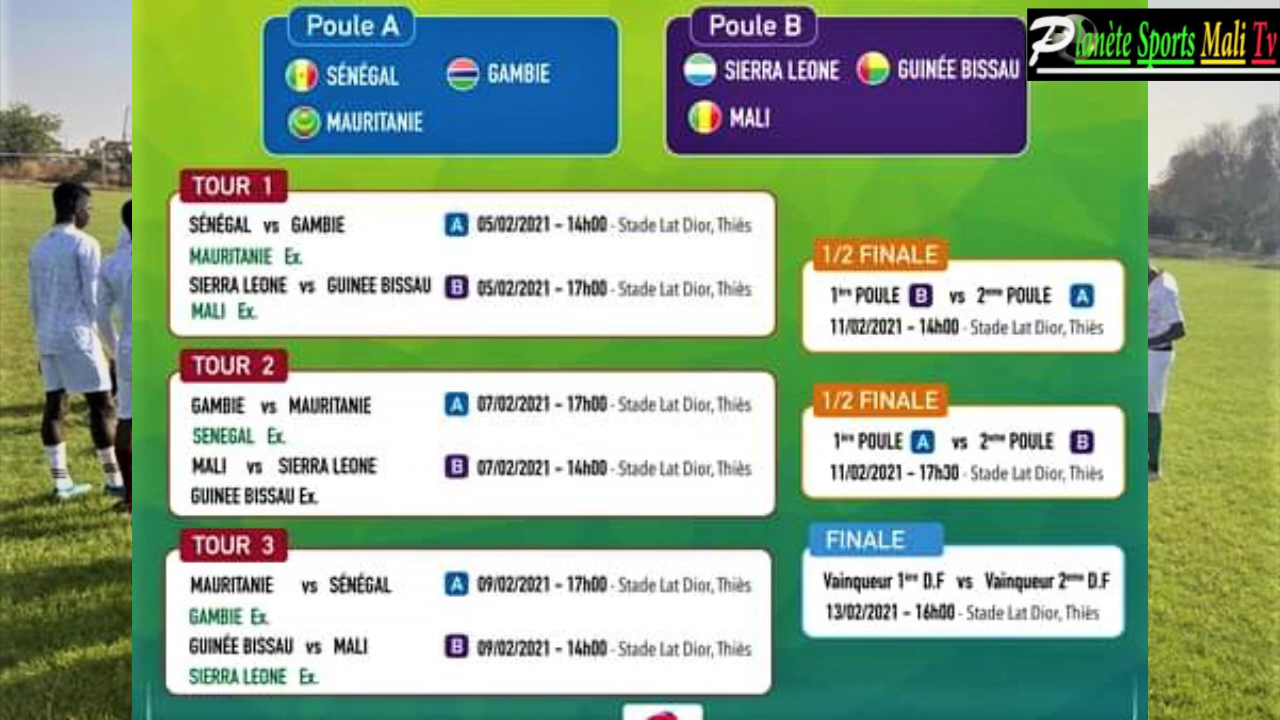 Poule A
SÉNÉGAL GAMBIE
MAURITANIE
Poule B
SIERRA LEONE GUINÉE BISSAU
MALI
Planète Sports Mali Tv
TOUR 1
SÉNÉGAL vs GAMBIE A 05/02/2021 - 14h00 - Stade Lat Dior, Thiès
MAURITANIE Ex.
SIERRA LEONE vs GUINEE BISSAU B 05/02/2021 - 17h00 - Stade Lat Dior, Thiès
MALI Ex.
TOUR 2
GAMBIE vs MAURITANIE A 07/02/2021 - 17h00 - Stade Lat Dior, Thiès
SENEGAL Ex.
MALI vs SIERRA LEONE B 07/02/2021 - 14h00 - Stade Lat Dior, Thiès
GUINEE BISSAU Ex.
TOUR 3
MAURITANIE vs SÉNÉGAL A 09/02/2021 - 17h00 - Stade Lat Dior, Thiès
GAMBIE Ex.
GUINÉE BISSAU vs MALI B 09/02/2021 - 14h00 - Stade Lat Dior, Thiès
SIERRA LEONE Ex.
1/2 FINALE
1ère POULE B vs 2ème POULE A
11/02/2021 - 14h00 - Stade Lat Dior, Thiès
1/2 FINALE
1ère POULE A vs 2ème POULE B
11/02/2021 - 17h30 - Stade Lat Dior, Thiès
FINALE
Vainqueur 1ère D.F vs Vainqueur 2ème D.F
13/02/2021 - 16h00 - Stade Lat Dior, Thiès